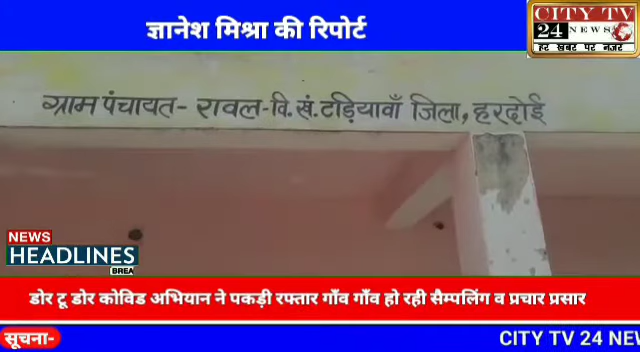 ज्ञानेश मिश्रा की रिपोर्ट
CITY TV
24 NEWS
हर खबर पर नजर
ग्राम पंचायत- रावल-वि.सं.टड़ियावाँ जिला, हरदोई
NEWS
HEADLINES
BREA
डोर टू डोर कोविड अभियान ने पकड़ी रफ्तार गाँव गाँव हो रही सैम्पलिंग व प्रचार प्रसार
सूचना-
CITY TV 24 NEW